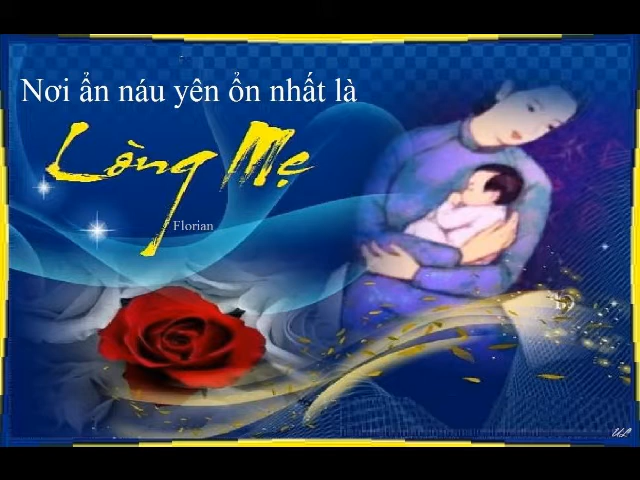 Nơi ẩn náu yên ổn nhất là
Lòng Mẹ
Florian